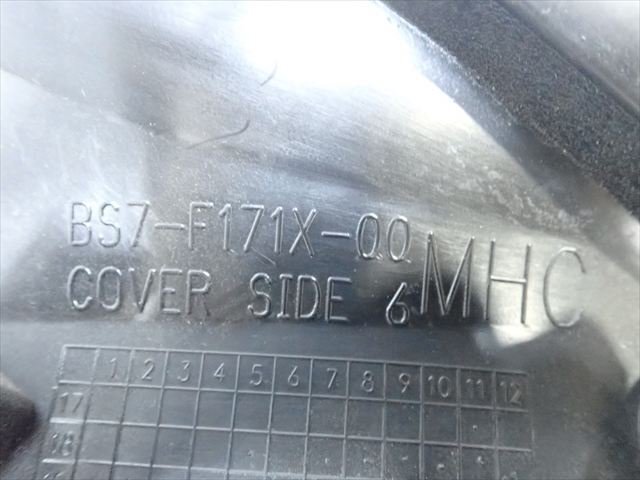 BS7-F171X-00
COVER SIDE 6 MHC
1 2 3 4 5 6 7 8 9 10 11 12
17
18